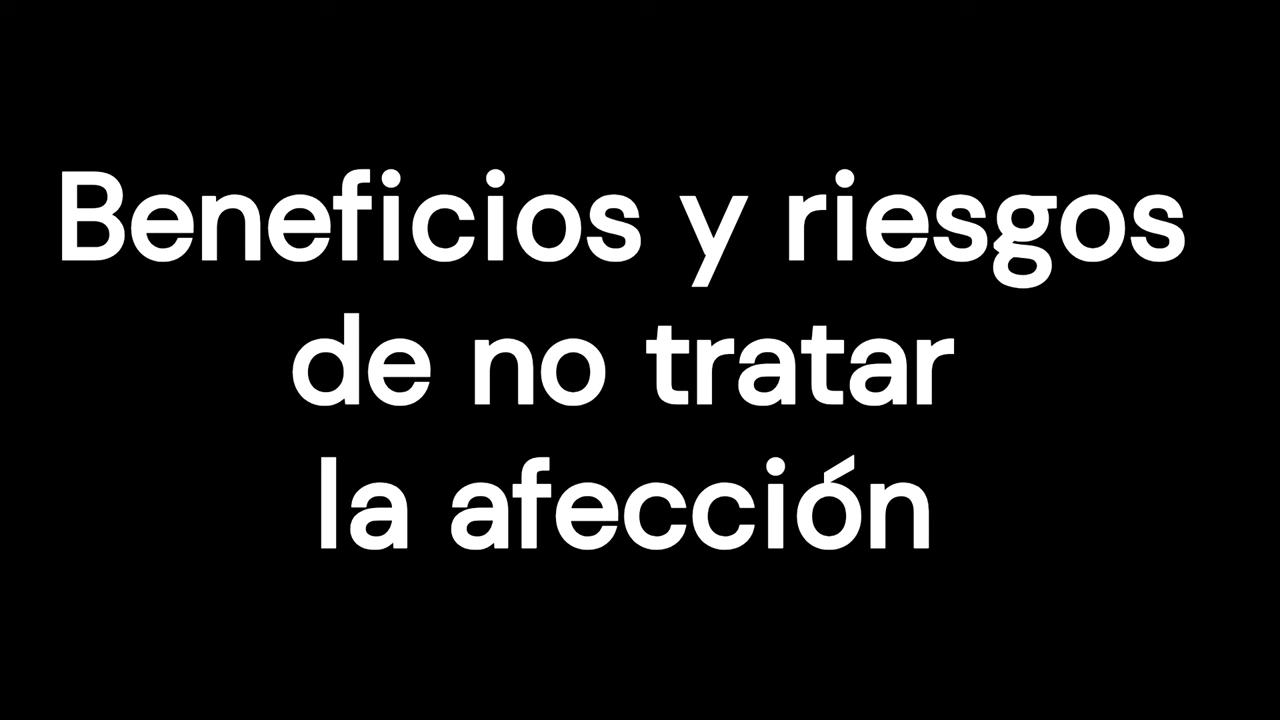 Beneficios y riesgos
de no tratar
la afección